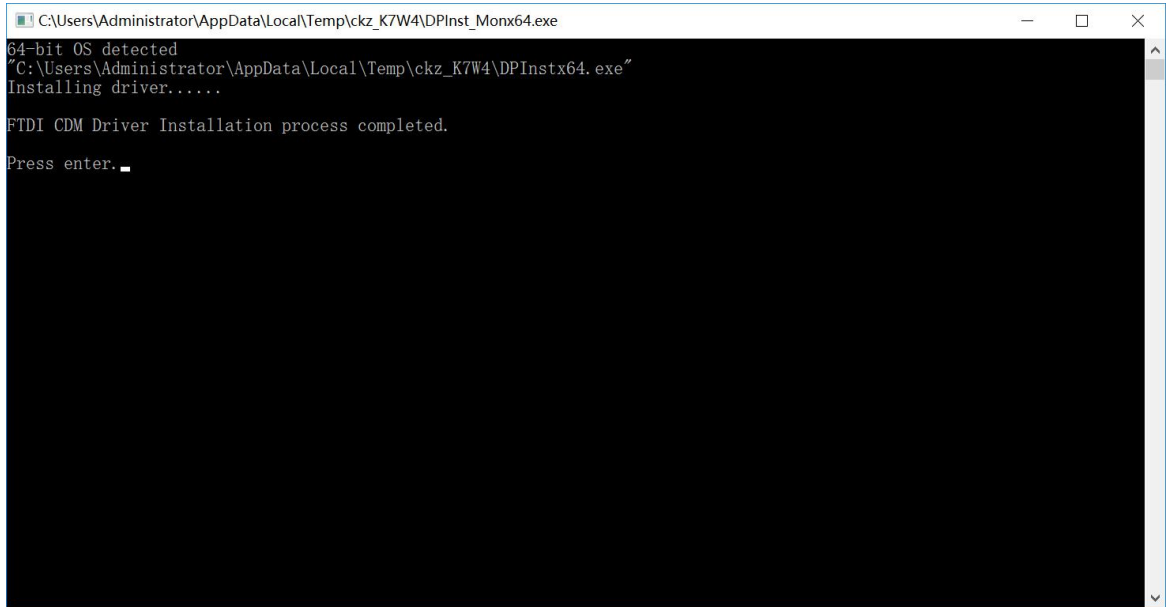 C:\Users\Administrator\AppData\Local\Temp\ckz_K7W4\DPInst_Monx64.exe
64-bit OS detected
"C:\Users\Administrator\AppData\Local\Temp\ckz_K7W4\DPInstx64.exe"
Installing driver......
FTDI CDM Driver Installation process completed.
Press enter.